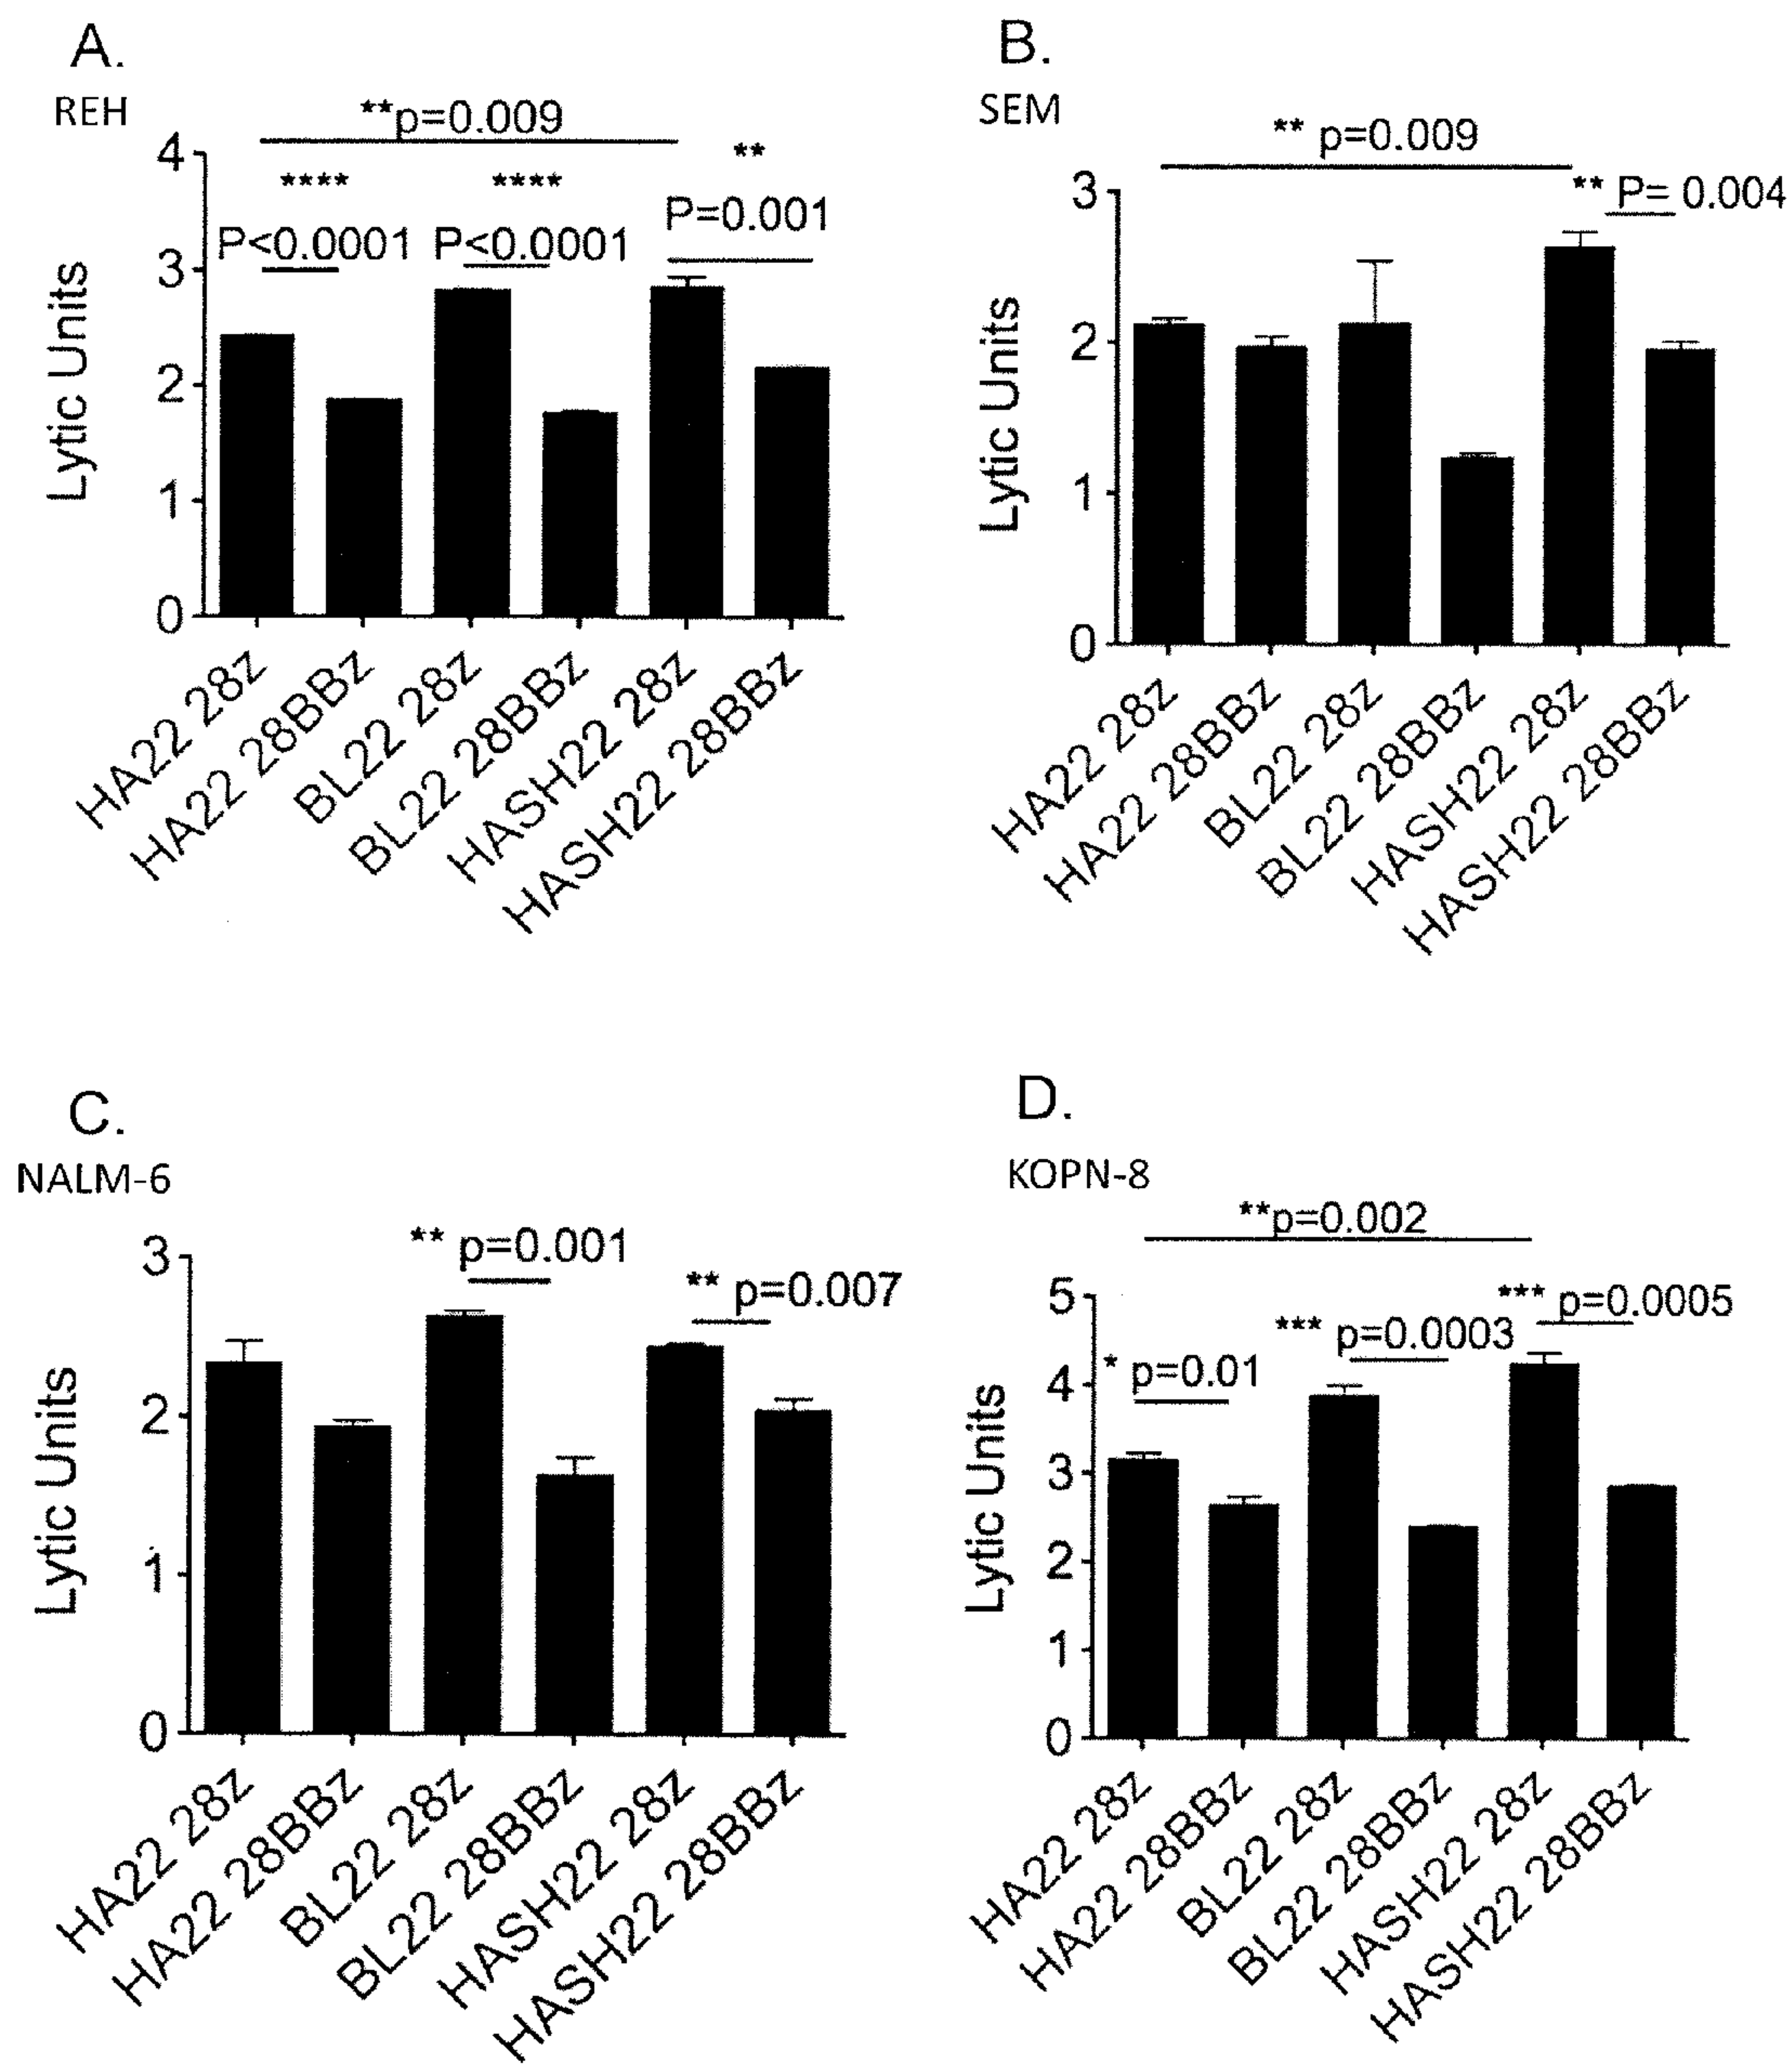 A.
REH
**p=0.009
**
****
****
P=0.001
P<0.0001
P<0.0001
Lytic Units
4
3
2
1
0
HA22 28z
HA22 28BBz
BL22 28z
BL22 28BBz
HASH22 28z
HASH22 28BBz
B.
SEM
** p=0.009
** P= 0.004
Lytic Units
3
2
1
0
HA22 28z
HA22 28BBz
BL22 28z
BL22 28BBz
HASH22 28z
HASH22 28BBz
C.
NALM-6
** p=0.001
** p=0.007
Lytic Units
3
2
1
0
HA22 28z
HA22 28BBz
BL22 28z
BL22 28BBz
HASH22 28z
HASH22 28BBz
D.
KOPN-8
**p=0.002
*** p=0.0005
*** p=0.0003
* p=0.01
Lytic Units
5
4
3
2
1
0
HA22 28z
HA22 28BBz
BL22 28z
BL22 28BBz
HASH22 28z
HASH22 28BBz